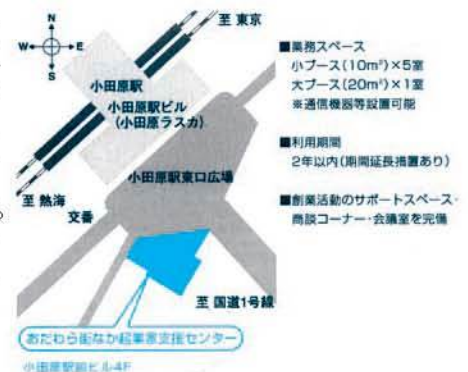 N
W E
S
至 東京
小田原駅
小田原駅ビル
(小田原ラスカ)
小田原駅東口広場
至 熱海
交番
至 国道1号線
おだわら街なか起業家支援センター
小田原駅前ビル4F
■業務スペース
小ブース(10m²)×5室
大ブース(20m²)×1室
※通信機器等設置可能
■利用期間
2年以内(期間延長措置あり)
■創業活動のサポートスペース・
商談コーナー・会議室を完備